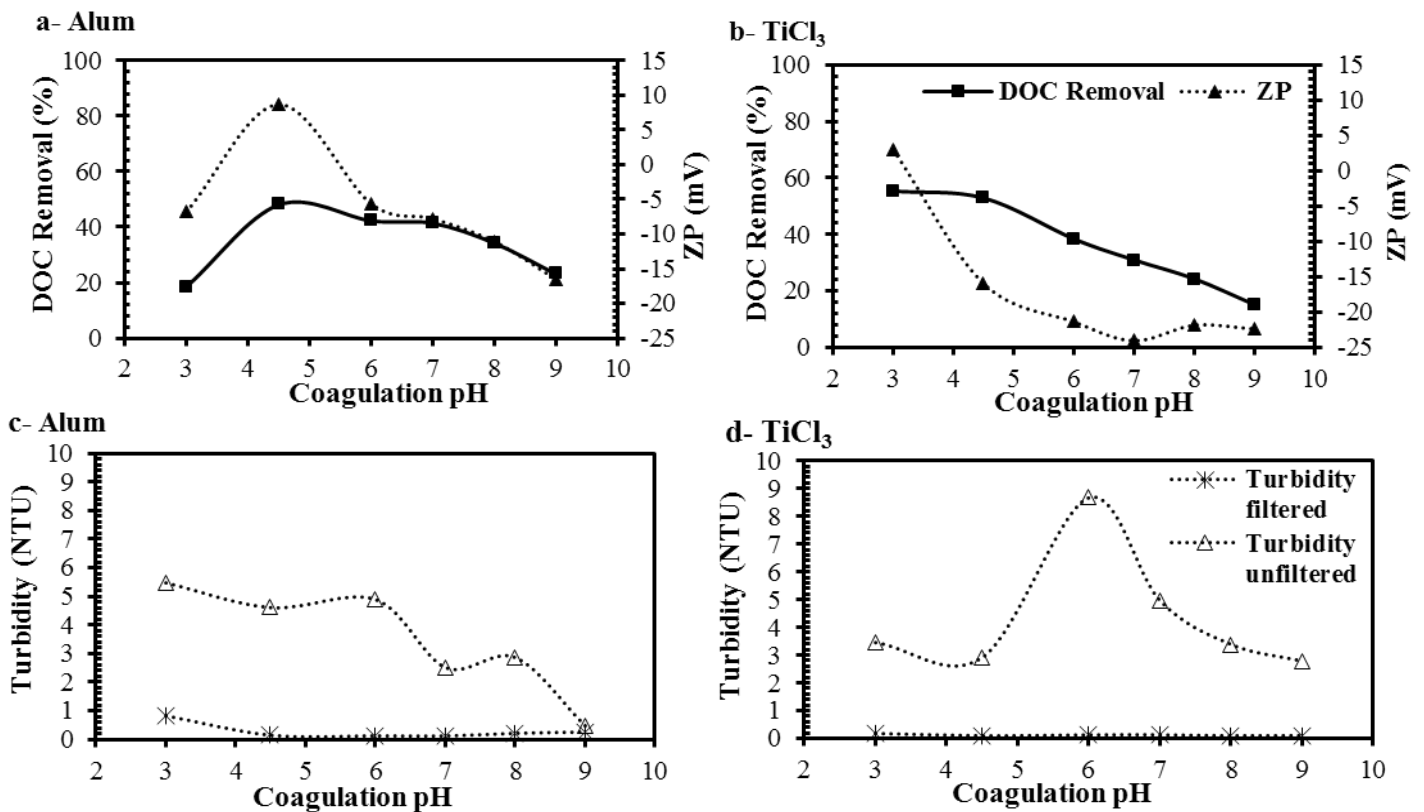 a- Alum
100
80
60
40
20
0
DOC Removal (%)
15
10
5
0
-5
-10
-15
-20
-25
ZP (mV)
2 3 4 5 6 7 8 9 10
Coagulation pH
b- TiCl₃
DOC Removal ZP
100
80
60
40
20
0
DOC Removal (%)
15
10
5
0
-5
-10
-15
-20
-25
ZP (mV)
2 3 4 5 6 7 8 9 10
Coagulation pH
c- Alum
10
9
8
7
6
5
4
3
2
1
0
Turbidity (NTU)
2 3 4 5 6 7 8 9 10
Coagulation pH
d- TiCl₃
10
9
8
7
6
5
4
3
2
1
0
Turbidity (NTU)
Turbidity
filtered
Turbidity
unfiltered
2 3 4 5 6 7 8 9 10
Coagulation pH